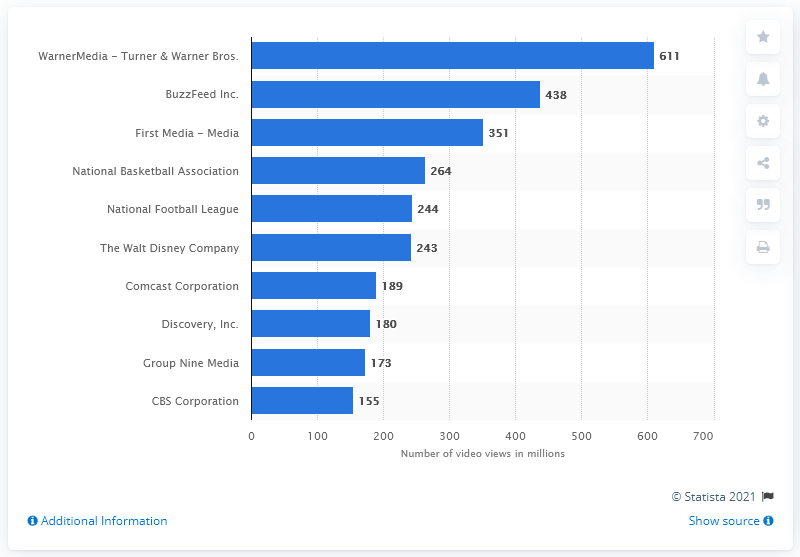 WarnerMedia - Turner & Warner Bros. 611
BuzzFeed Inc. 438
First Media - Media 351
National Basketball Association 264
National Football League 244
The Walt Disney Company 243
Comcast Corporation 189
Discovery, Inc. 180
Group Nine Media 173
CBS Corporation 155
0 100 200 300 400 500 600 700
Number of video views in millions
© Statista 2021
Additional Information Show source